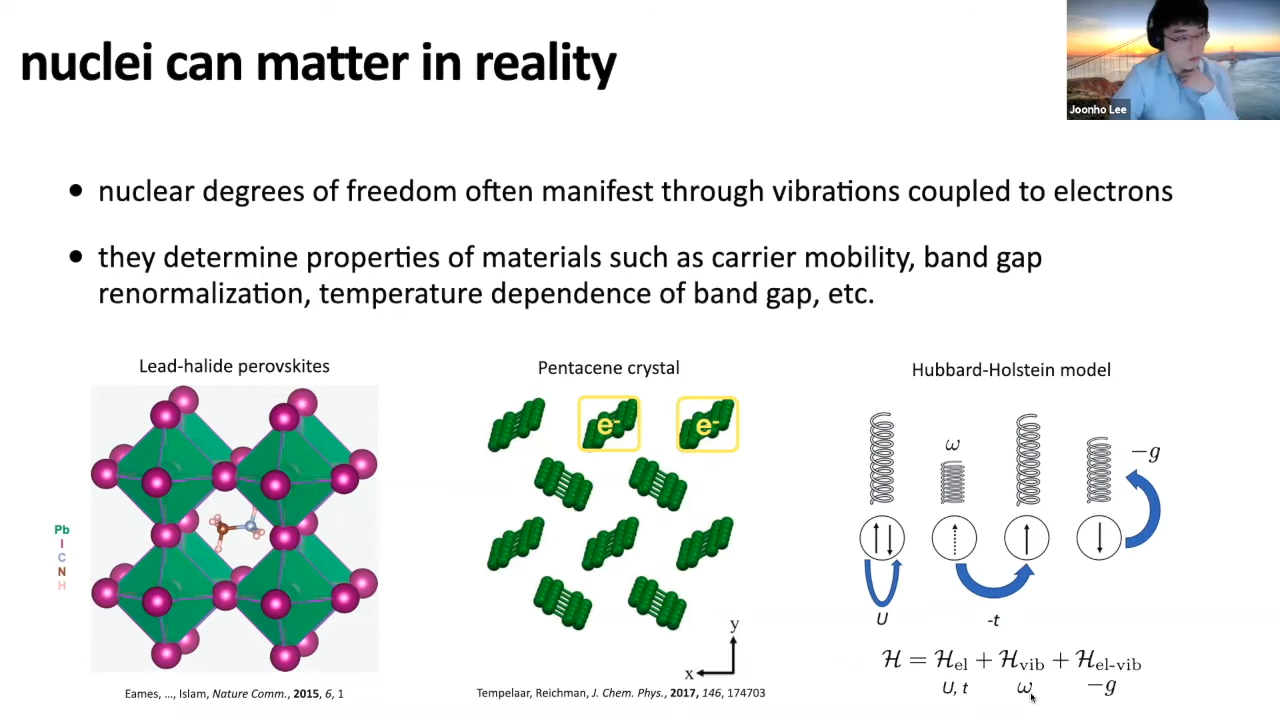 nuclei can matter in reality
Joonho Lee
• nuclear degrees of freedom often manifest through vibrations coupled to electrons
• they determine properties of materials such as carrier mobility, band gap
renormalization, temperature dependence of band gap, etc.
Lead-halide perovskites
Pb
I
C
N
H
Eames, ..., Islam, Nature Comm., 2015, 6, 1
Pentacene crystal
e-
e-
y
x
Tempelaar, Reichman, J. Chem. Phys., 2017, 146, 174703
Hubbard-Holstein model
ω
−g
U
-t
ℋ = ℋel + ℋvib + ℋel-vib
U, t
ω
−g